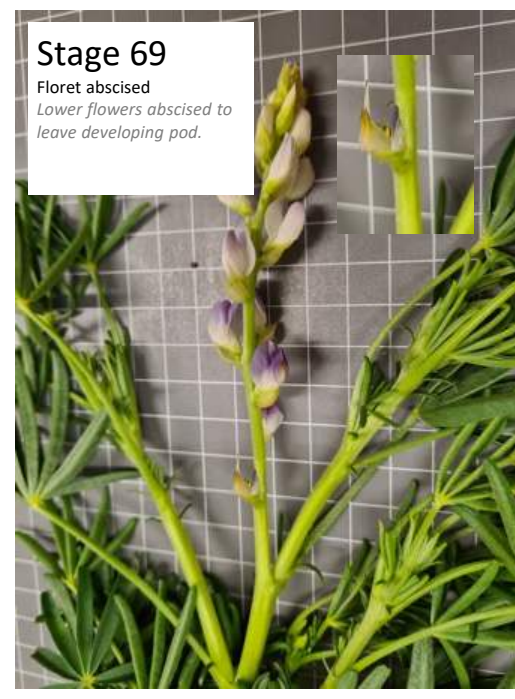 Stage 69
Floret abscised
Lower flowers abscised to
leave developing pod.